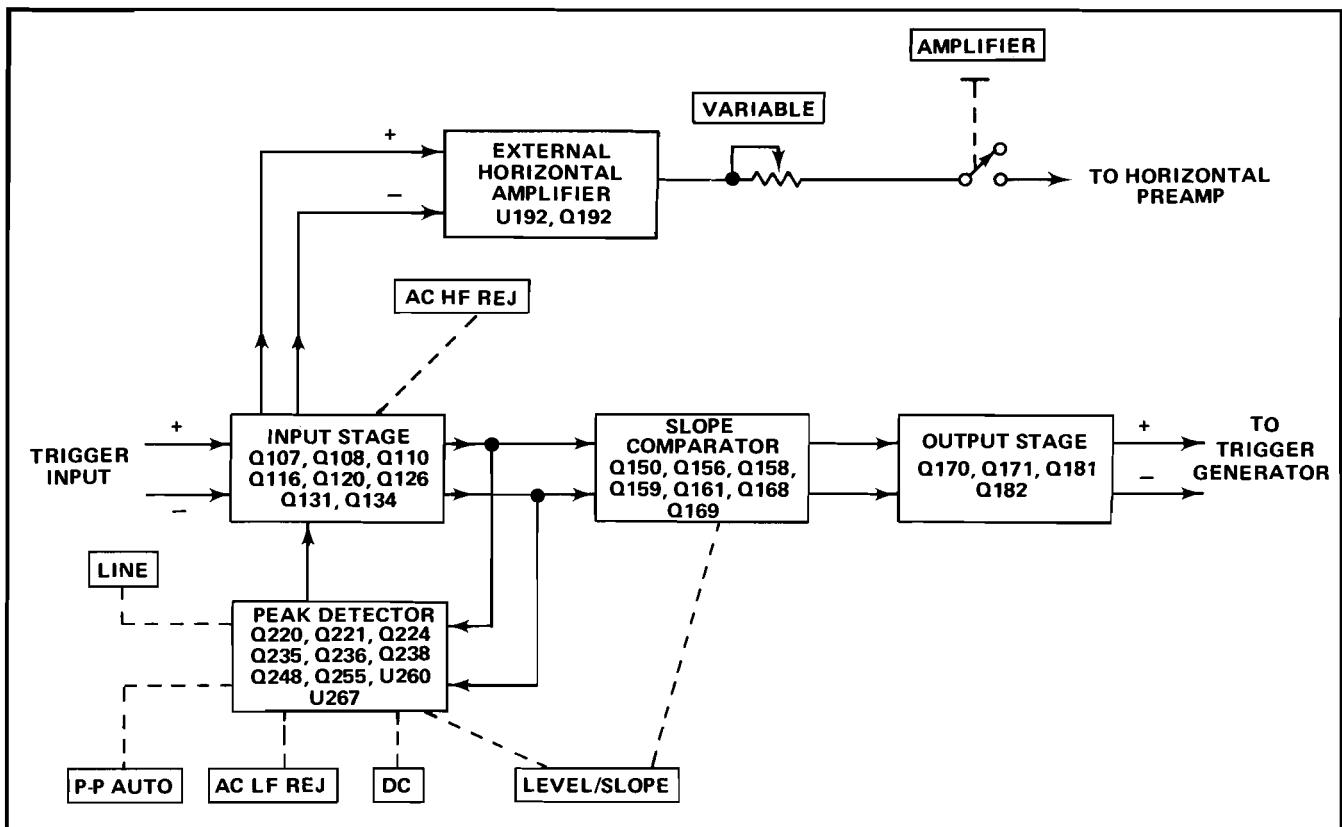 AMPLIFIER
VARIABLE
+
−
EXTERNAL
HORIZONTAL
AMPLIFIER
U192, Q192
TO HORIZONTAL
PREAMP
AC HF REJ
TRIGGER
INPUT
+
−
INPUT STAGE
Q107, Q108, Q110
Q116, Q120, Q126
Q131, Q134
SLOPE
COMPARATOR
Q150, Q156, Q158,
Q159, Q161, Q168
Q169
OUTPUT STAGE
Q170, Q171, Q181
Q182
+
−
TO
TRIGGER
GENERATOR
LINE
PEAK DETECTOR
Q220, Q221, Q224
Q235, Q236, Q238
Q248, Q255, U260
U267
P-P AUTO
AC LF REJ
DC
LEVEL/SLOPE